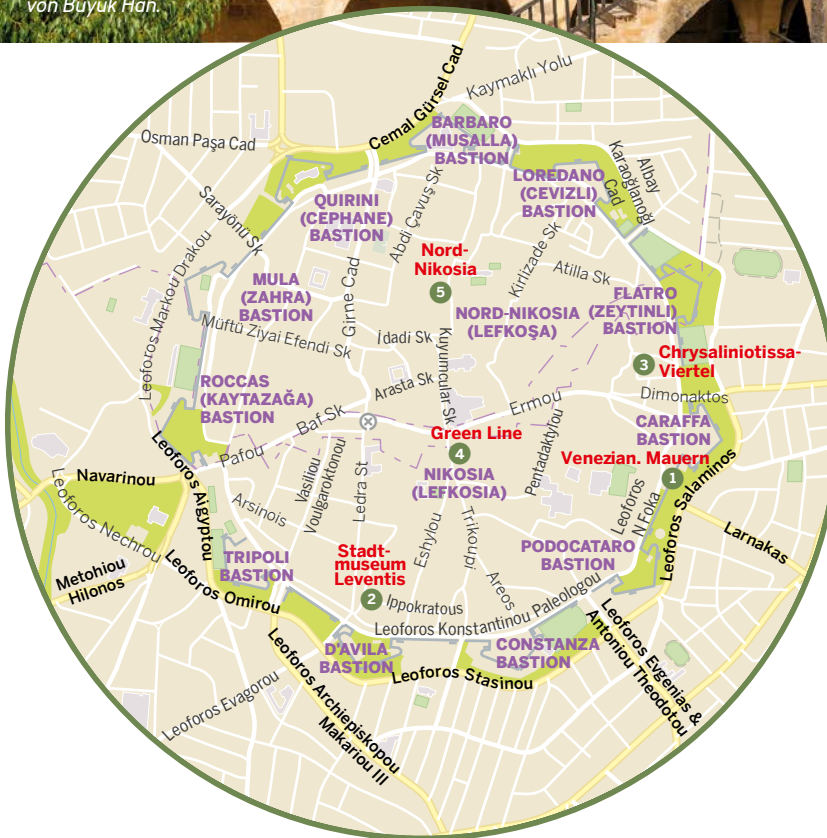 von Büyük Han.
Kaymaklı Yolu
Cemal Gürsel Cad
Osman Paşa Cad
BARBARO
(MUSALLA)
BASTION
LOREDANO
(CEVIZLI)
BASTION
Albay
Karaoğlanoğl
Cad
Sarayönü Sk
QUIRINI
(CEPHANE)
BASTION
Abdi Çavuş Sk
Nord-
Nikosia
5
Kirlizade Sk
Atilla Sk
Leoforos Markou Drakou
MULA
(ZAHRA)
BASTION
Girne Cad
NORD-NIKOSIA
(LEFKOŞA)
FLATRO
(ZEYTINLI)
BASTION
Müftü Ziyai Efendi Sk
İdadi Sk
Kuyumcular Sk
3
Chrysaliniotissa-
Viertel
ROCCAS
(KAYTAZAĞA)
BASTION
Arasta Sk
Baf Sk
Ermou
Dimonaktos
CARAFFA
BASTION
Green Line
4
Venezian. Mauern
1
Pafou
NIKOSIA
(LEFKOSIA)
Pentadaktylou
Leoforos
N.Foka
Leoforos Salaminos
Navarinou
Leoforos Aigyptou
Arsinois
Vasiliou
Voulgaroktonou
Ledra St
Leoforos Nechrou
Larnakas
Metohiou
Hilonos
TRIPOLI
BASTION
Stadt-
museum
Leventis
2
Eshylou
Trikoupi
Areos
PODOCATARO
BASTION
Leoforos Omirou
Ippokratous
Leoforos Konstantinou Paleologou
D'AVILA
BASTION
CONSTANZA
BASTION
Leoforos Stasinou
Leoforos Evgenias &
Antoniou Theodotou
Leoforos Evagorou
Leoforos Archiepiskopou
Makariou III